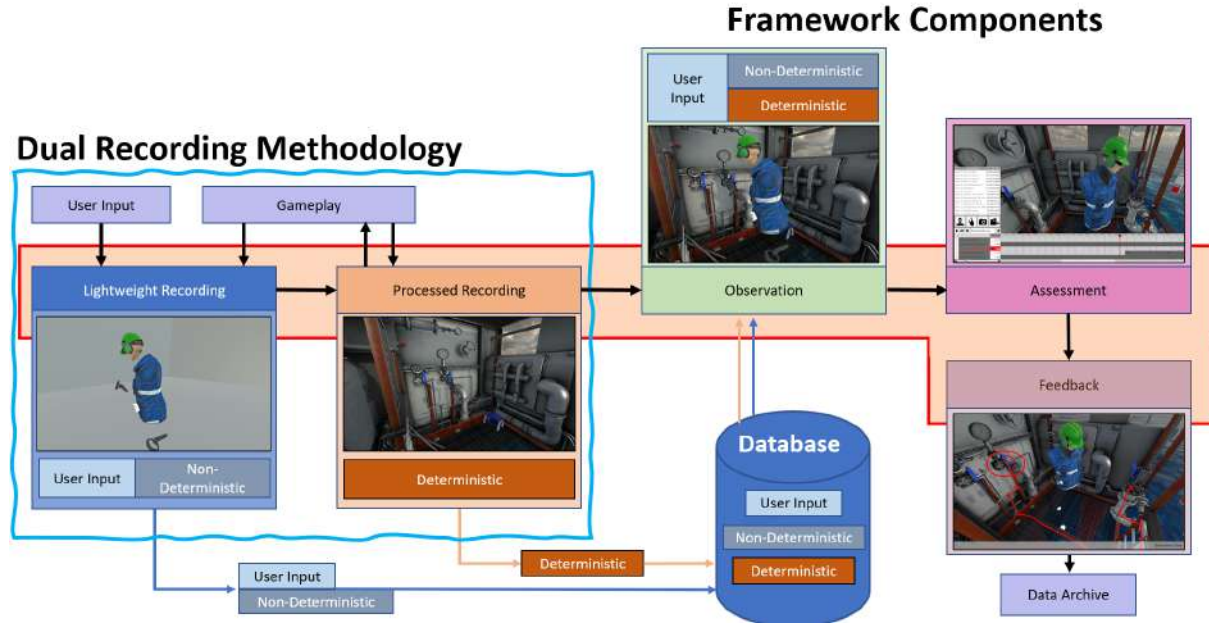 Framework Components
User Input
Non-Deterministic
Deterministic
Dual Recording Methodology
User Input
Gameplay
Lightweight Recording
Processed Recording
Observation
Assessment
Feedback
User Input
Non-
Deterministic
Deterministic
Database
User Input
Non-Deterministic
Deterministic
Deterministic
User Input
Non-Deterministic
Data Archive